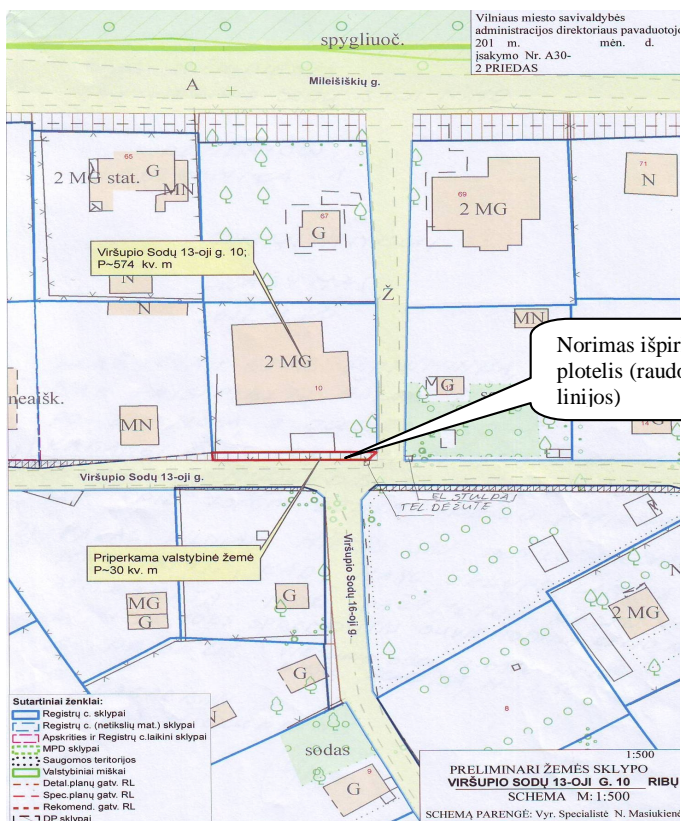 Vilniaus miesto savivaldybės
administracijos direktoriaus pavaduotojo
201 m. mėn. d.
įsakymo Nr. A30-
2 PRIEDAS
spygliuoč.
A
Mileišiškių g.
65
2 MG stat.
G
MN
67
G
69
2 MG
71
N
Viršupio Sodų 13-oji g. 10;
P~574 kv. m
N
N
Ž
2 MG
10
MN
MG
Norimas išpir
plotelis (raudo
linijos)
neaišk.
MN
Viršupio Sodų 13-oji g.
EL STULPAI
TEL DĖŽUTĖ
Viršupio Sodų 16-oji g.
Priperkama valstybinė žemė
P~30 kv. m
MG
G
G
2 MG
G
sodas
9
G
8
Sutartiniai ženklai:
Registrų c. sklypai
Registrų c. (netikslių mat.) sklypai
Apskrities ir Registrų c.laikini sklypai
MPD sklypai
Saugomos teritorijos
Valstybiniai miškai
Detal.planų gatv. RL
Spec.planų gatv. RL
Rekomend. gatv. RL
DP sklypai
1:500
PRELIMINARI ŽEMĖS SKLYPO
VIRŠUPIO SODŲ 13-OJI G. 10 RIBŲ
SCHEMA M:1:500
SCHEMĄ PARENGĖ: Vyr. Specialistė N. Masiukienė